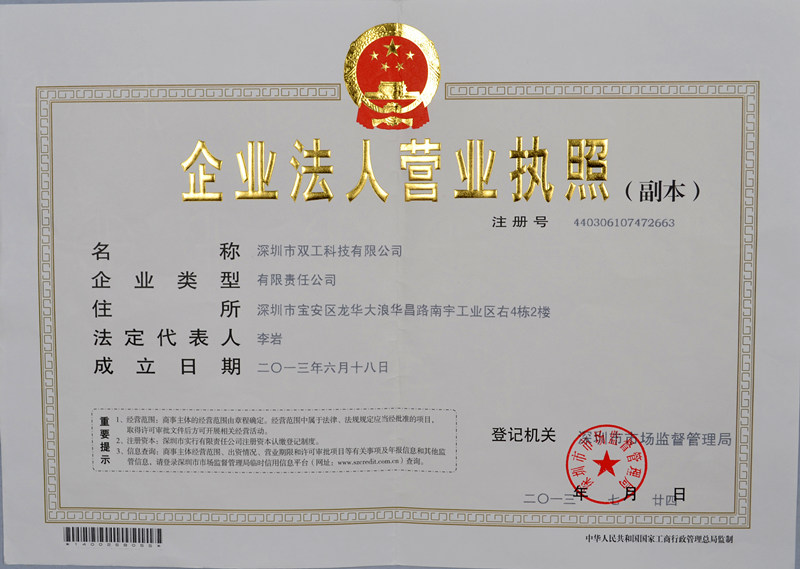 企业法人营业执照（副本）
注册号 440306107472663
名称 深圳市双工科技有限公司
企业类型 有限责任公司
住所 深圳市宝安区龙华大浪华昌路南宇工业区右4栋2楼
法定代表人 李岩
成立日期 二〇一三年六月十八日
重要提示
1、经营范围：商事主体的经营范围由章程确定。经营范围中属于法律、法规规定应当经批准的项目，
取得许可审批文件后方可开展相关经营活动。
2、注册资本：深圳市实行有限责任公司注册资本认缴登记制度。
3、信息查询：商事主体经营范围、出资情况、营业期限和许可审批项目等有关事项及年报信息和其他监
管信息，请登录深圳市市场监督管理局临时信用信息平台（网址：www.szcredit.com.cn）查询。
登记机关 深圳市市场监督管理局
深圳市市场监督管理局
二〇一三年七月廿四日
中华人民共和国国家工商行政管理总局监制